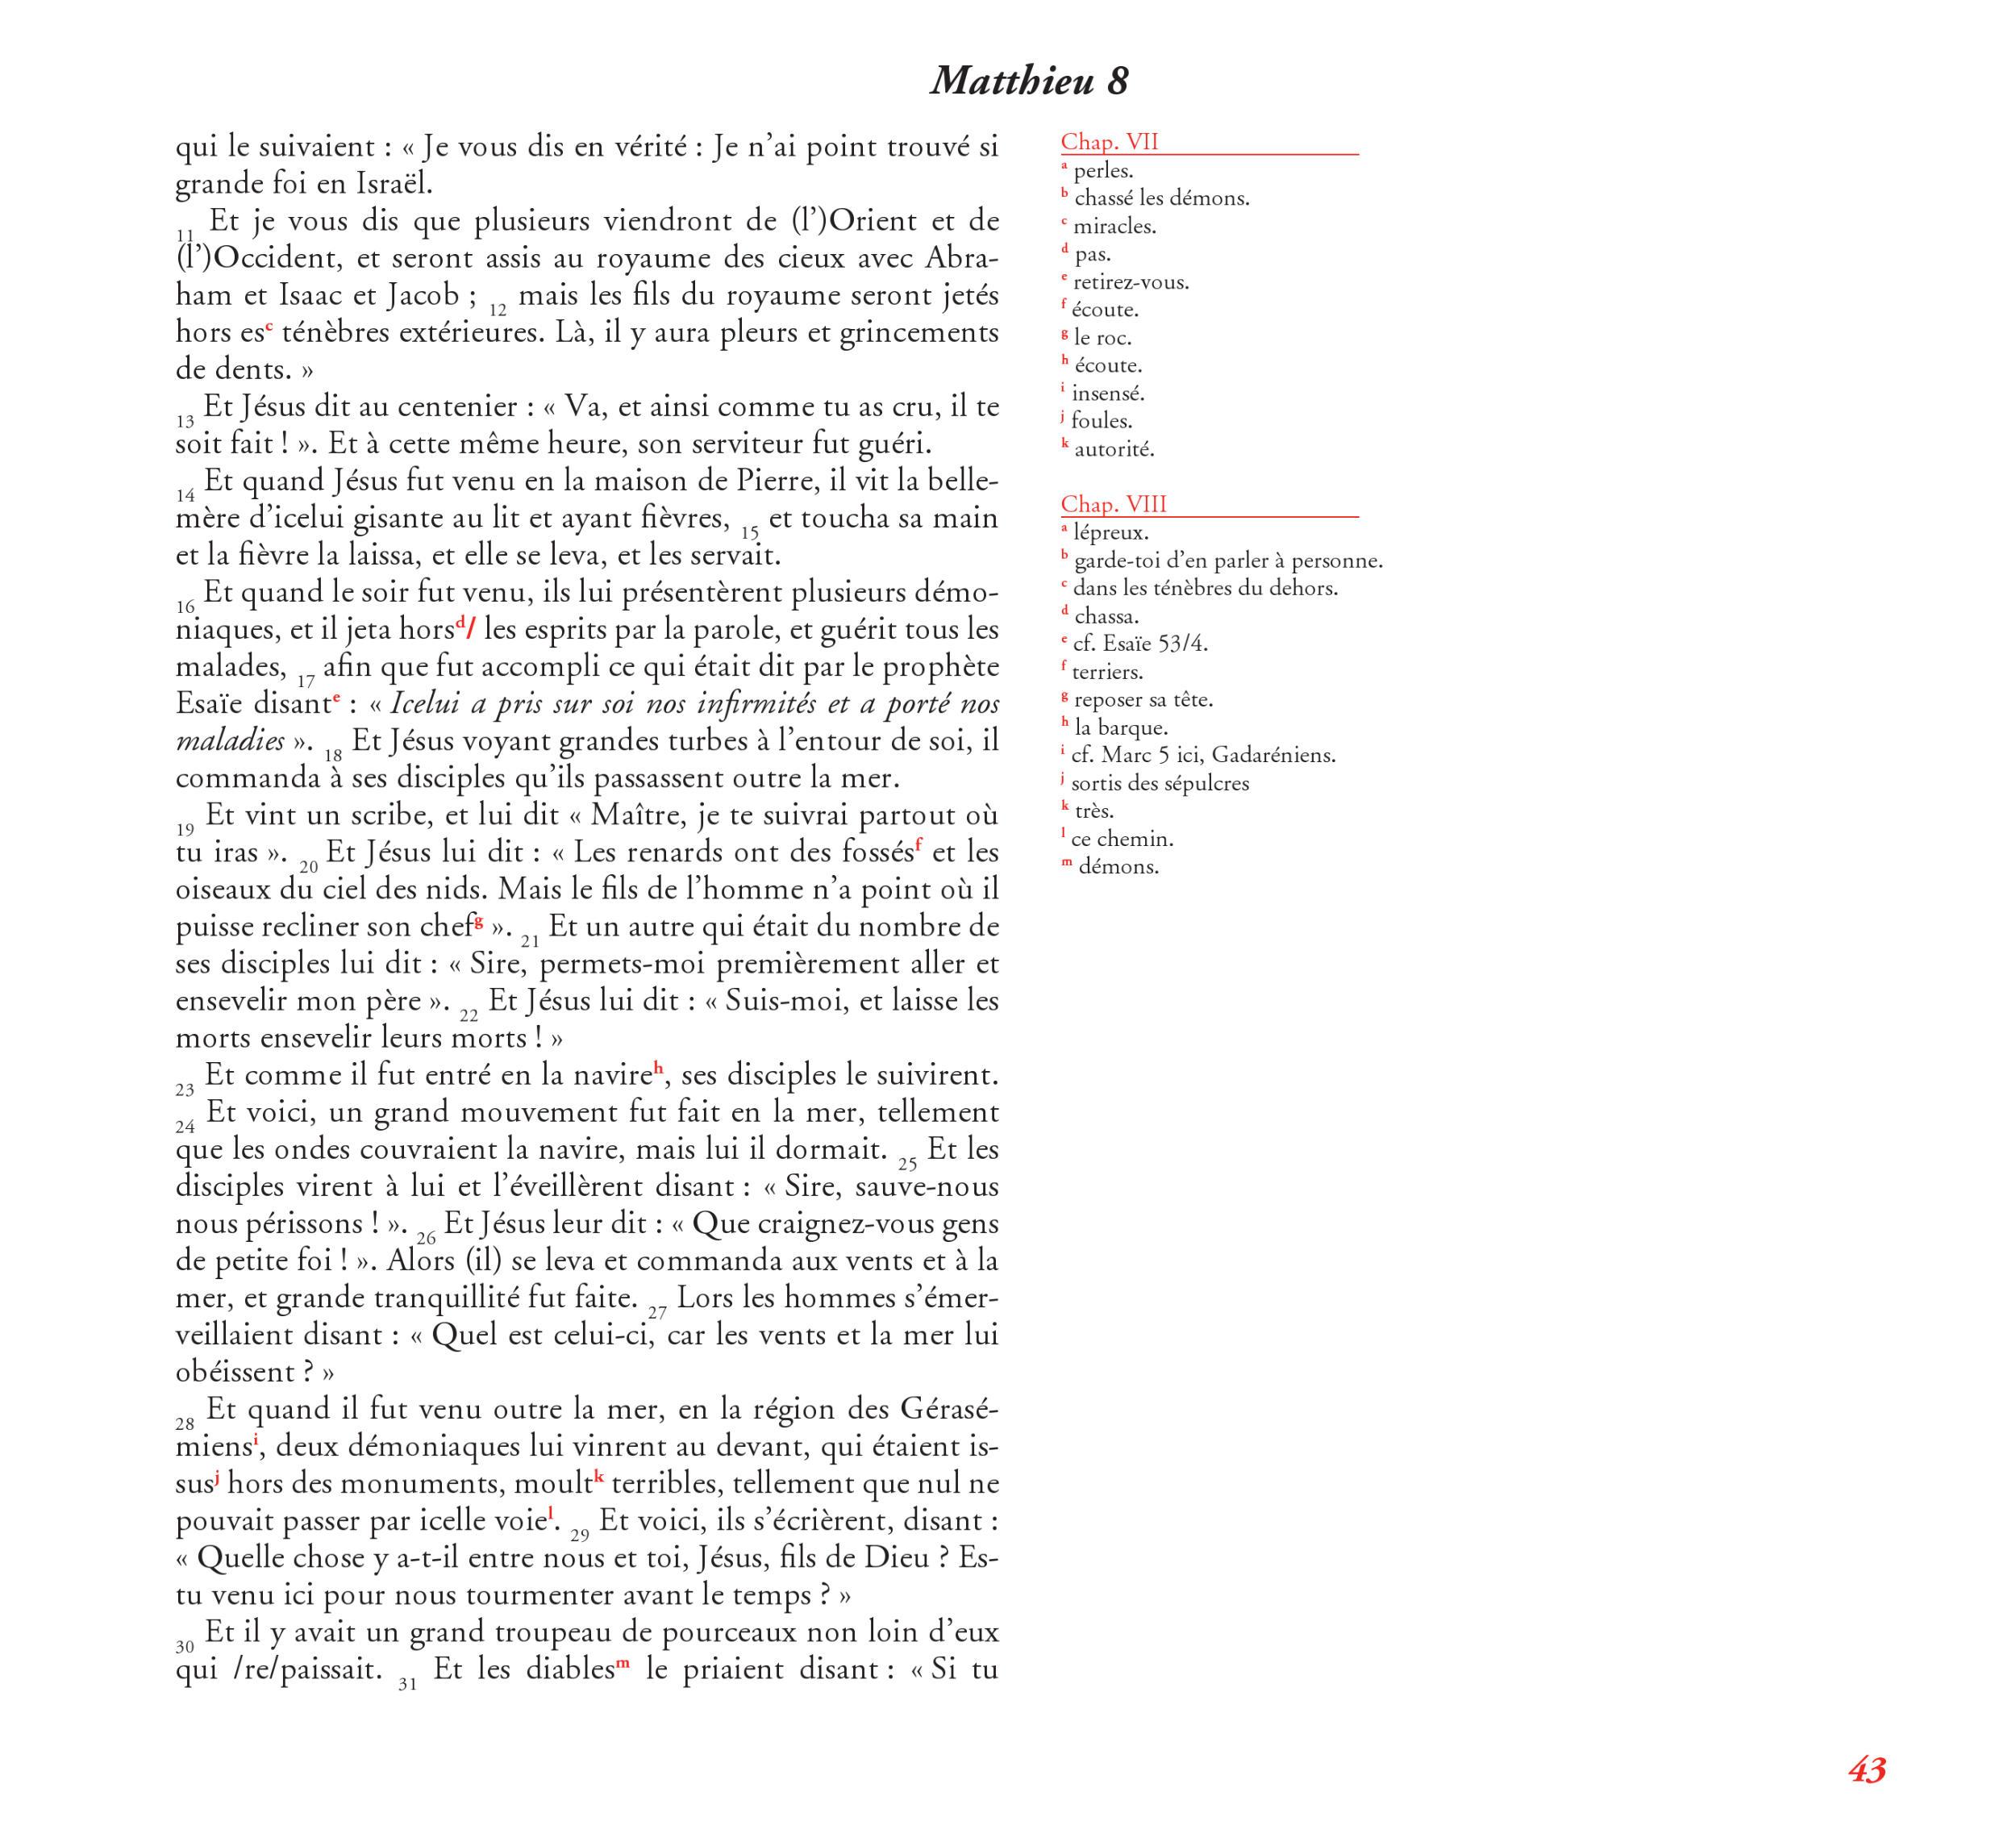 Matthieu 8
qui le suivaient : « Je vous dis en vérité : Je n’ai point trouvé si
grande foi en Israël.
11 Et je vous dis que plusieurs viendront de (l’)Orient et de
(l’)Occident, et seront assis au royaume des cieux avec Abra-
ham et Isaac et Jacob ; 12 mais les fils du royaume seront jetés
hors esc ténèbres extérieures. Là, il y aura pleurs et grincements
de dents. »
13 Et Jésus dit au centenier : « Va, et ainsi comme tu as cru, il te
soit fait ! ». Et à cette même heure, son serviteur fut guéri.
14 Et quand Jésus fut venu en la maison de Pierre, il vit la belle-
mère d’icelui gisante au lit et ayant fièvres, 15 et toucha sa main
et la fièvre la laissa, et elle se leva, et les servait.
16 Et quand le soir fut venu, ils lui présentèrent plusieurs démo-
niaques, et il jeta horsd/ les esprits par la parole, et guérit tous les
malades, 17 afin que fut accompli ce qui était dit par le prophète
Esaïe disante : « Icelui a pris sur soi nos infirmités et a porté nos
maladies ». 18 Et Jésus voyant grandes turbes à l’entour de soi, il
commanda à ses disciples qu’ils passassent outre la mer.
19 Et vint un scribe, et lui dit « Maître, je te suivrai partout où
tu iras ». 20 Et Jésus lui dit : « Les renards ont des fossésf et les
oiseaux du ciel des nids. Mais le fils de l’homme n’a point où il
puisse recliner son chefg ». 21 Et un autre qui était du nombre de
ses disciples lui dit : « Sire, permets-moi premièrement aller et
ensevelir mon père ». 22 Et Jésus lui dit : « Suis-moi, et laisse les
morts ensevelir leurs morts ! »
23 Et comme il fut entré en la navireh, ses disciples le suivirent.
24 Et voici, un grand mouvement fut fait en la mer, tellement
que les ondes couvraient la navire, mais lui il dormait. 25 Et les
disciples virent à lui et l’éveillèrent disant : « Sire, sauve-nous
nous périssons ! ». 26 Et Jésus leur dit : « Que craignez-vous gens
de petite foi ! ». Alors (il) se leva et commanda aux vents et à la
mer, et grande tranquillité fut faite. 27 Lors les hommes s’émer-
veillaient disant : « Quel est celui-ci, car les vents et la mer lui
obéissent ? »
28 Et quand il fut venu outre la mer, en la région des Gérasé-
miensi, deux démoniaques lui vinrent au devant, qui étaient is-
susj hors des monuments, moultk terribles, tellement que nul ne
pouvait passer par icelle voiel. 29 Et voici, ils s’écrièrent, disant :
« Quelle chose y a-t-il entre nous et toi, Jésus, fils de Dieu ? Es-
tu venu ici pour nous tourmenter avant le temps ? »
30 Et il y avait un grand troupeau de pourceaux non loin d’eux
qui /re/paissait. 31 Et les diablesm le priaient disant : « Si tu
Chap. VII
a perles.
b chassé les démons.
c miracles.
d pas.
e retirez-vous.
f écoute.
g le roc.
h écoute.
i insensé.
j foules.
k autorité.
Chap. VIII
a lépreux.
b garde-toi d’en parler à personne.
c dans les ténèbres du dehors.
d chassa.
e cf. Esaïe 53/4.
f terriers.
g reposer sa tête.
h la barque.
i cf. Marc 5 ici, Gadaréniens.
j sortis des sépulcres
k très.
l ce chemin.
m démons.
43